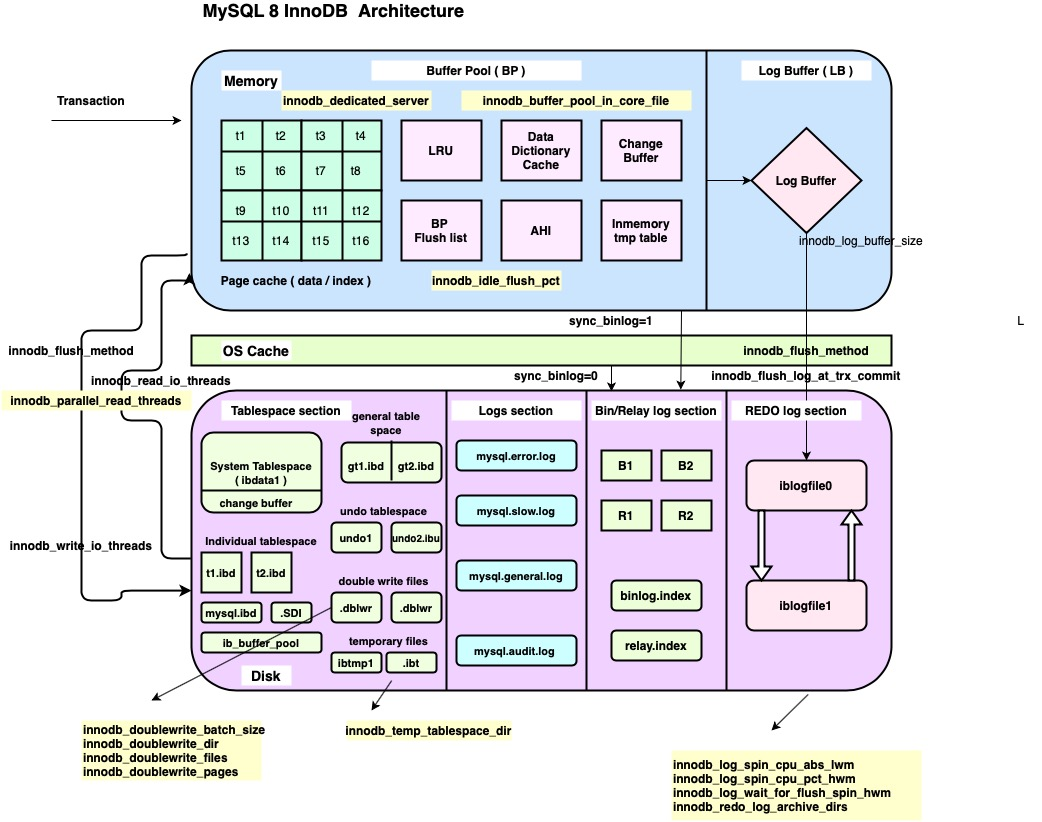 MySQL 8 InnoDB  Architecture
Transaction
Memory
Buffer Pool ( BP )
Log Buffer ( LB )
innodb_dedicated_server
innodb_buffer_pool_in_core_file
t1 t2 t3 t4
t5 t6 t7 t8
t9 t10 t11 t12
t13 t14 t15 t16
LRU
Data
Dictionary
Cache
Change
Buffer
BP
Flush list
AHI
Inmemory
tmp table
Log Buffer
innodb_log_buffer_size
Page cache ( data / index )
innodb_idle_flush_pct
sync_binlog=1
L
innodb_flush_method
OS Cache
innodb_flush_method
innodb_read_io_threads
sync_binlog=0
innodb_flush_log_at_trx_commit
innodb_parallel_read_threads
innodb_write_io_threads
Tablespace section
general table
space
System Tablespace
( ibdata1 )
change buffer
gt1.ibd gt2.ibd
undo tablespace
undo1 undo2.ibu
Individual tablespace
t1.ibd t2.ibd
double write files
.dblwr .dblwr
mysql.ibd .SDI
ib_buffer_pool
temporary files
ibtmp1 .ibt
Disk
Logs section
mysql.error.log
mysql.slow.log
mysql.general.log
mysql.audit.log
Bin/Relay log section
B1 B2
R1 R2
binlog.index
relay.index
REDO log section
iblogfile0
iblogfile1
innodb_doublewrite_batch_size
innodb_doublewrite_dir
innodb_doublewrite_files
innodb_doublewrite_pages
innodb_temp_tablespace_dir
innodb_log_spin_cpu_abs_lwm
innodb_log_spin_cpu_pct_hwm
innodb_log_wait_for_flush_spin_hwm
innodb_redo_log_archive_dirs